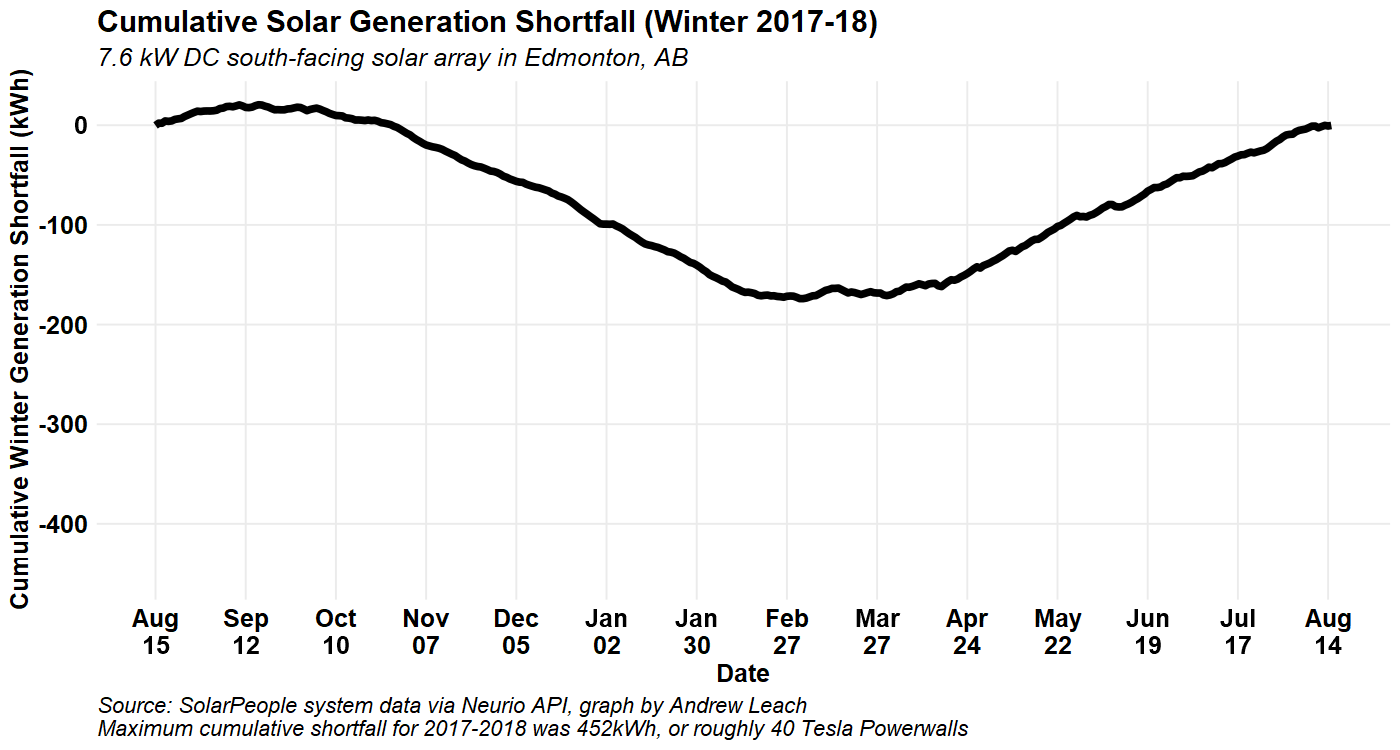 Cumulative Solar Generation Shortfall (Winter 2017-18)
7.6 kW DC south-facing solar array in Edmonton, AB
Cumulative Winter Generation Shortfall (kWh)
0
-100
-200
-300
-400
Aug Sep Oct Nov Dec Jan Jan Feb Mar Apr May Jun Jul Aug
15 12 10 07 05 02 30 27 27 24 22 19 17 14
Date
Source: SolarPeople system data via Neurio API, graph by Andrew Leach
Maximum cumulative shortfall for 2017-2018 was 452kWh, or roughly 40 Tesla Powerwalls